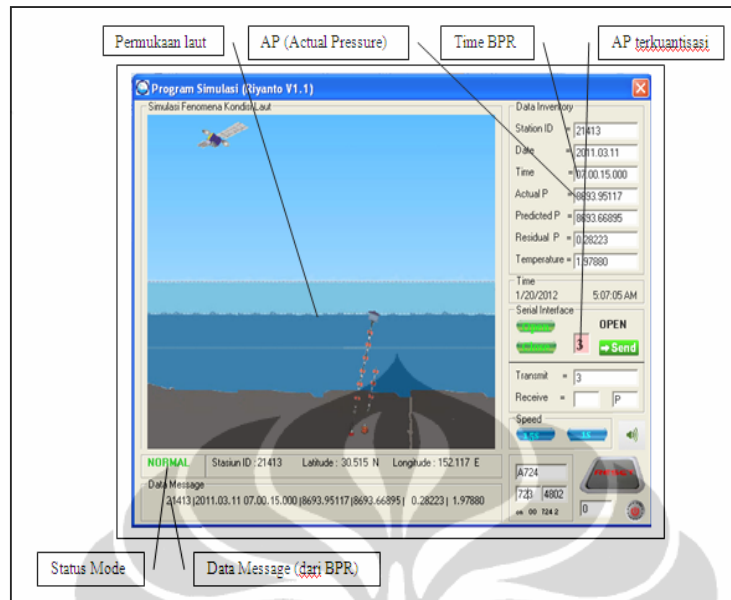 Permukaan laut
AP (Actual Pressure)
Time BPR
AP terkuantisasi
Program Simulasi (Riyanto V1.1)
Simulasi Fenomena Kondisi Laut
Data Inventory
Station ID = 21413
Date = 2011.03.11
Time = 07.00.15.000
Actual P = 8693.95117
Predicted P = 8693.66895
Residual P = 0.28223
Temperature = 1.97880
Time
1/20/2012 5:07:05 AM
Serial Interface
OPEN
3
Send
Transmit = 3
Receive = P
Speed
NORMAL
Stasiun ID : 21413 Latitude : 30.515 N Longitude : 152.117 E
Data Message
21413 |2011.03.11 07.00.15.000 |8693.95117 |8693.66895 | 0.28223 | 1.97880
A724
723 4802
on 00 724 2
0
Status Mode
Data Message (dari BPR)